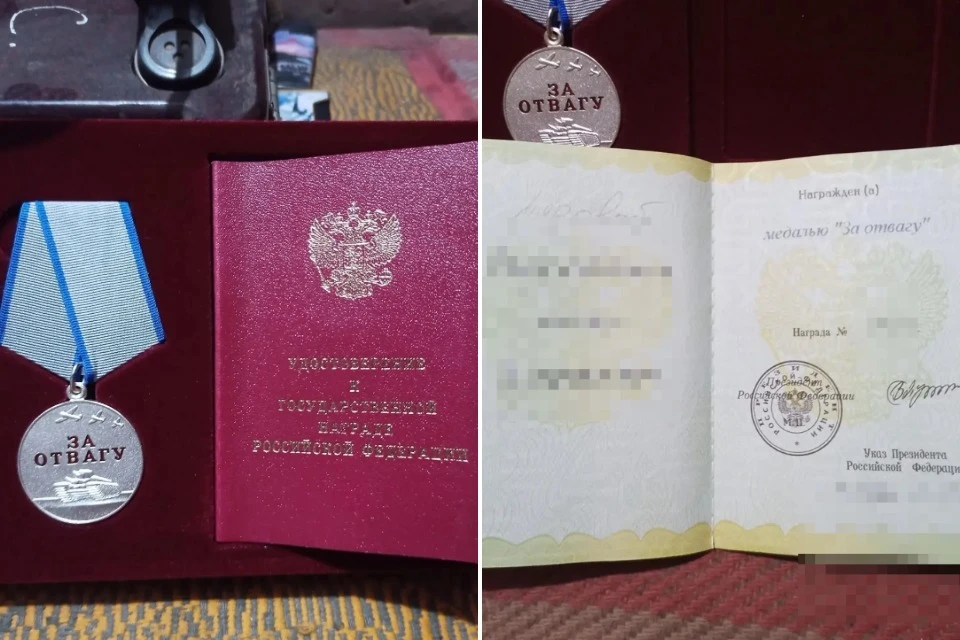 ЗА
ОТВАГУ
УДОСТОВЕРЕНИЕ
К
ГОСУДАРСТВЕННОЙ
НАГРАДЕ
РОССИЙСКОЙ ФЕДЕРАЦИИ
ЗА
ОТВАГУ
Награжден (а)
медалью "За отвагу"
Награда №
Президент
Российской Федерации
М.П.
Указ Президента
Российской Федераци